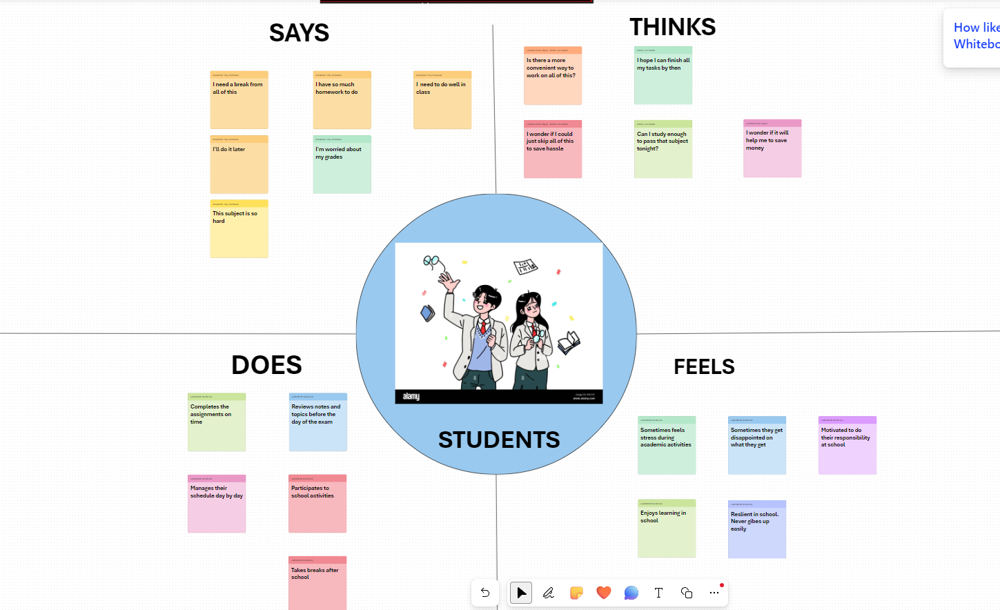 SAYS
I need a break from
all of this
I have so much
homework to do
I need to do well in
class
I'll do it later
I'm worried about
my grades
This subject is so
hard
THINKS
Is there a more
convenient way to
work on all of this?
I hope I can finish all
my tasks by then
I wonder if I could
just skip all of this
to save hassle
Can I study enough
to pass that subject
tonight?
I wonder if it will
help me to save
money
How like
Whitebo
alamy
www.alamy.com
STUDENTS
DOES
Completes the
assignments on
time
Reviews notes and
topics before the
day of the exam
Manages their
schedule day by day
Participates to
school activities
Takes breaks after
school
FEELS
Sometimes feels
stress during
academic activities
Sometimes they get
disappointed on
what they get
Motivated to do
their responsibility
at school
Enjoys learning in
school
Reslient in school.
Never gibes up
easily
T